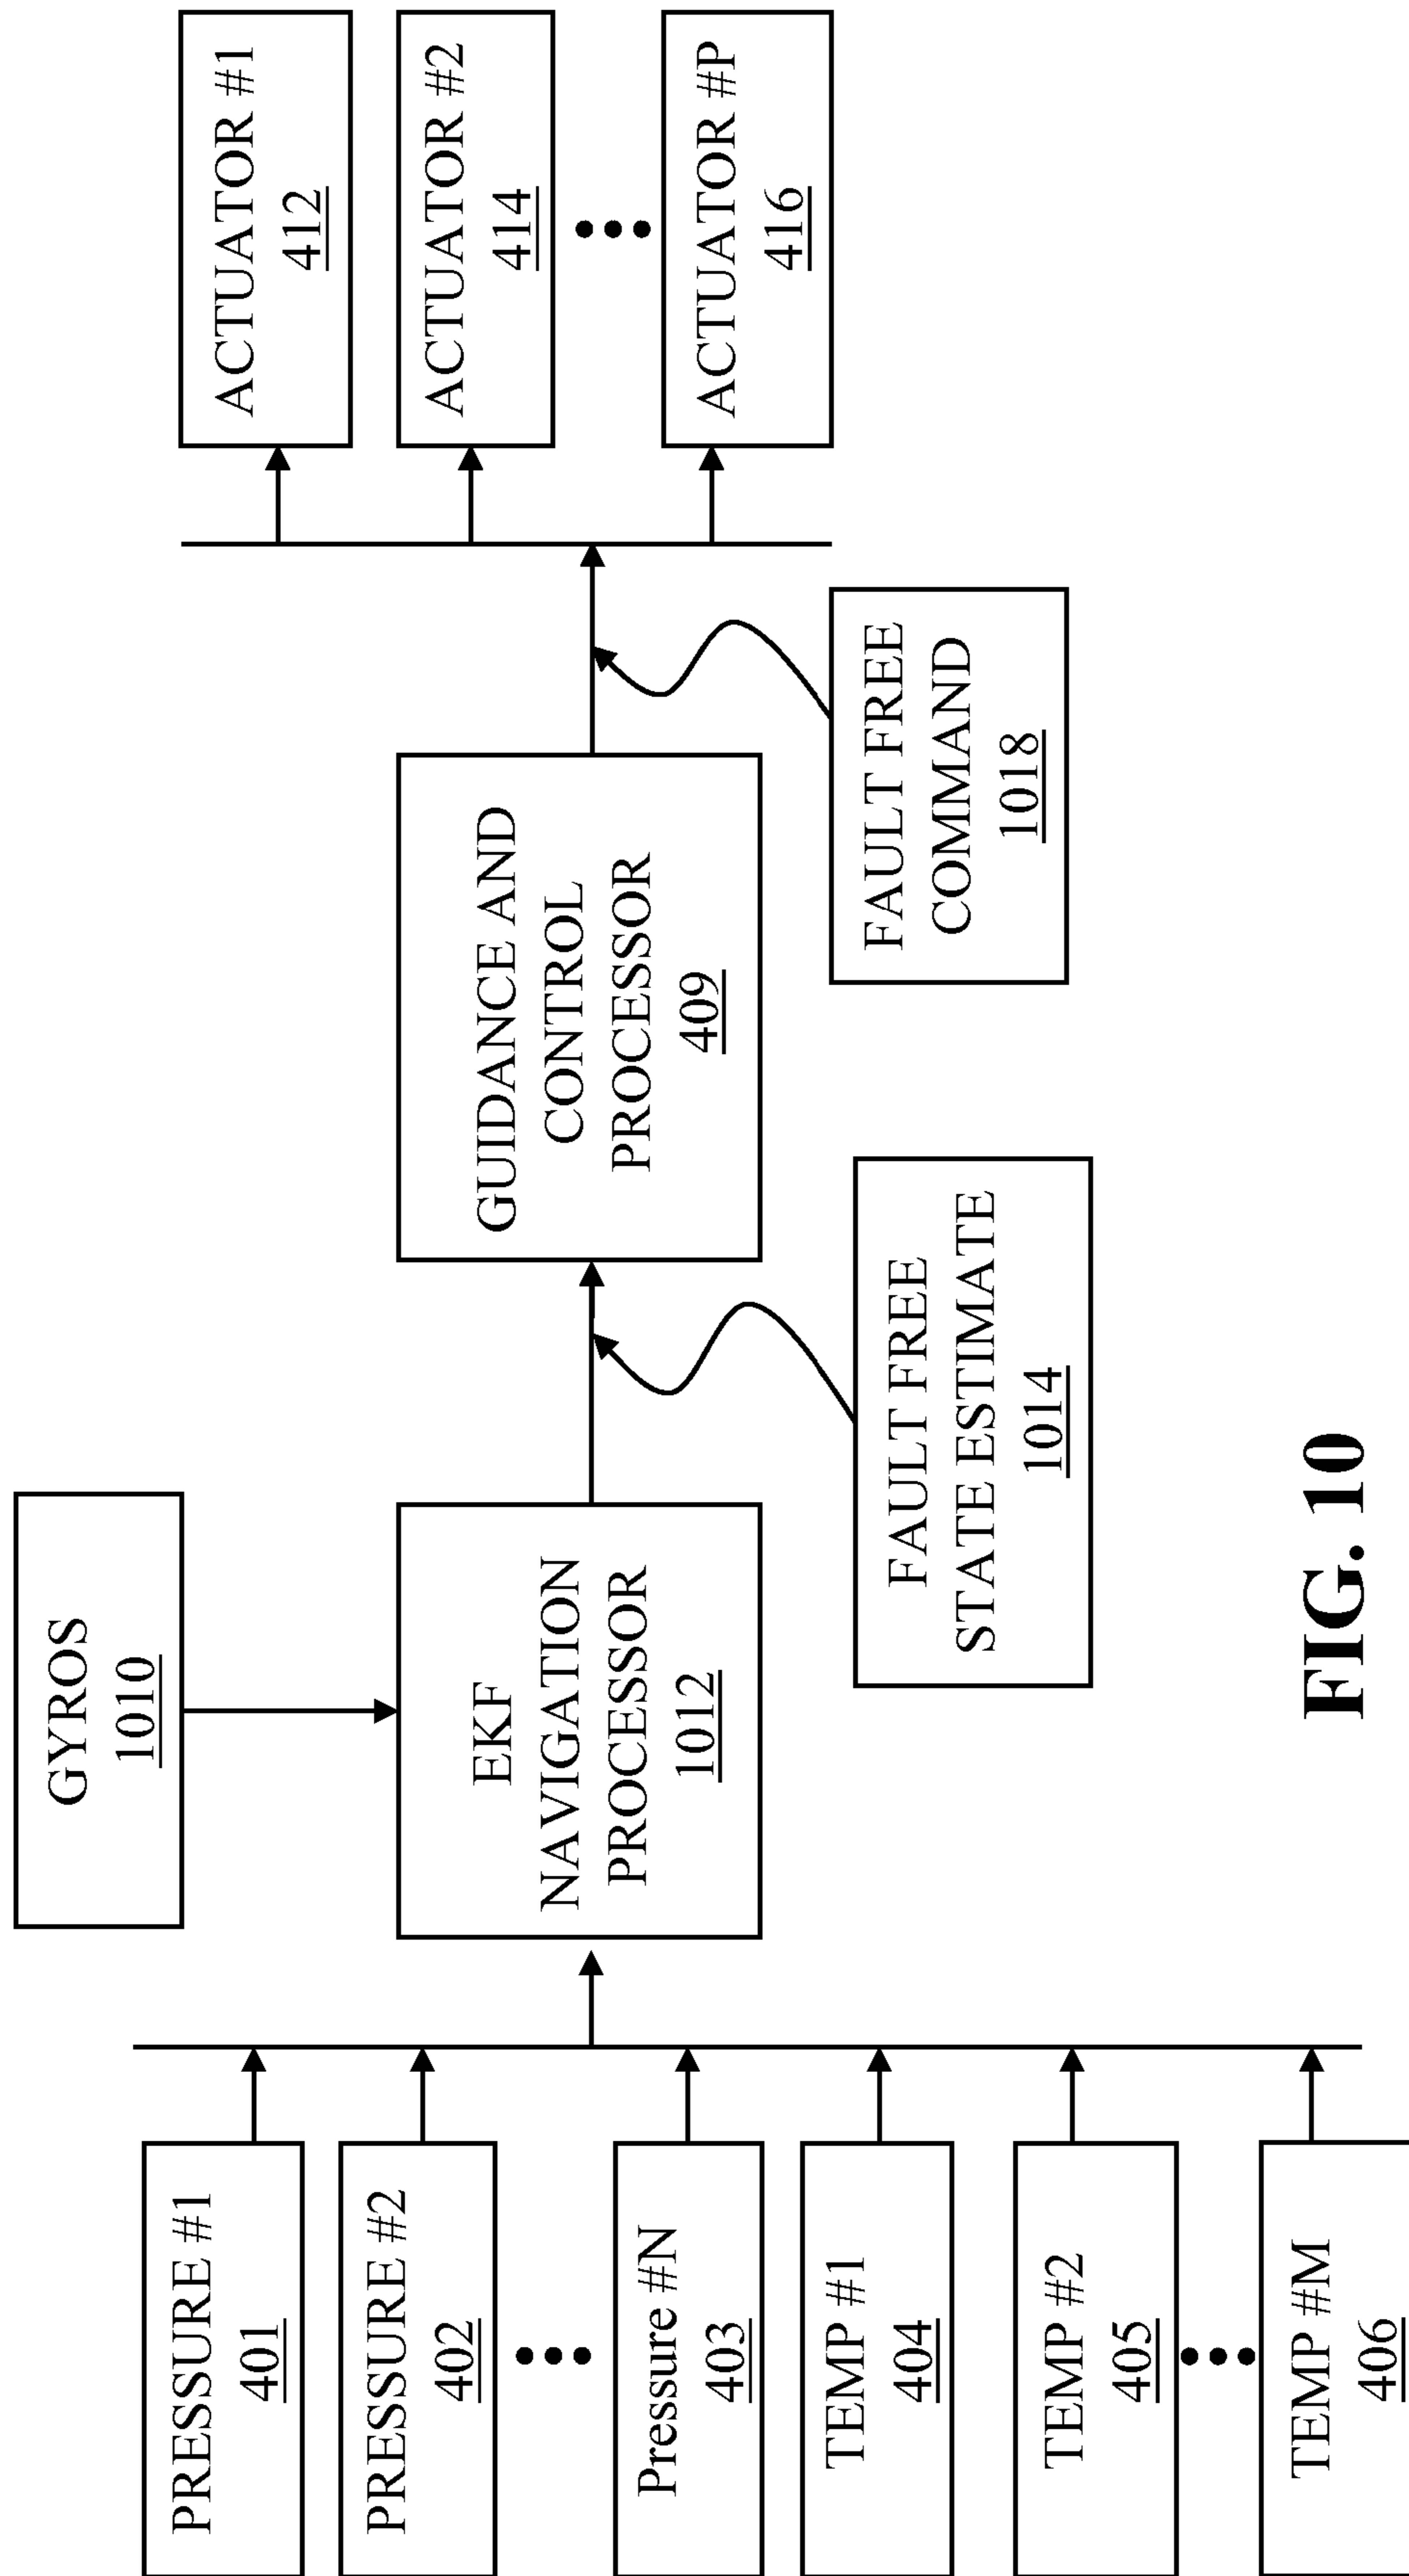 GYROS
1010
PRESSURE #1
401
PRESSURE #2
402
Pressure #N
403
TEMP #1
404
TEMP #2
405
TEMP #M
406
EKF
NAVIGATION
PROCESSOR
1012
FAULT FREE
STATE ESTIMATE
1014
GUIDANCE AND
CONTROL
PROCESSOR
409
FAULT FREE
COMMAND
1018
ACTUATOR #1
412
ACTUATOR #2
414
ACTUATOR #P
416
FIG. 10